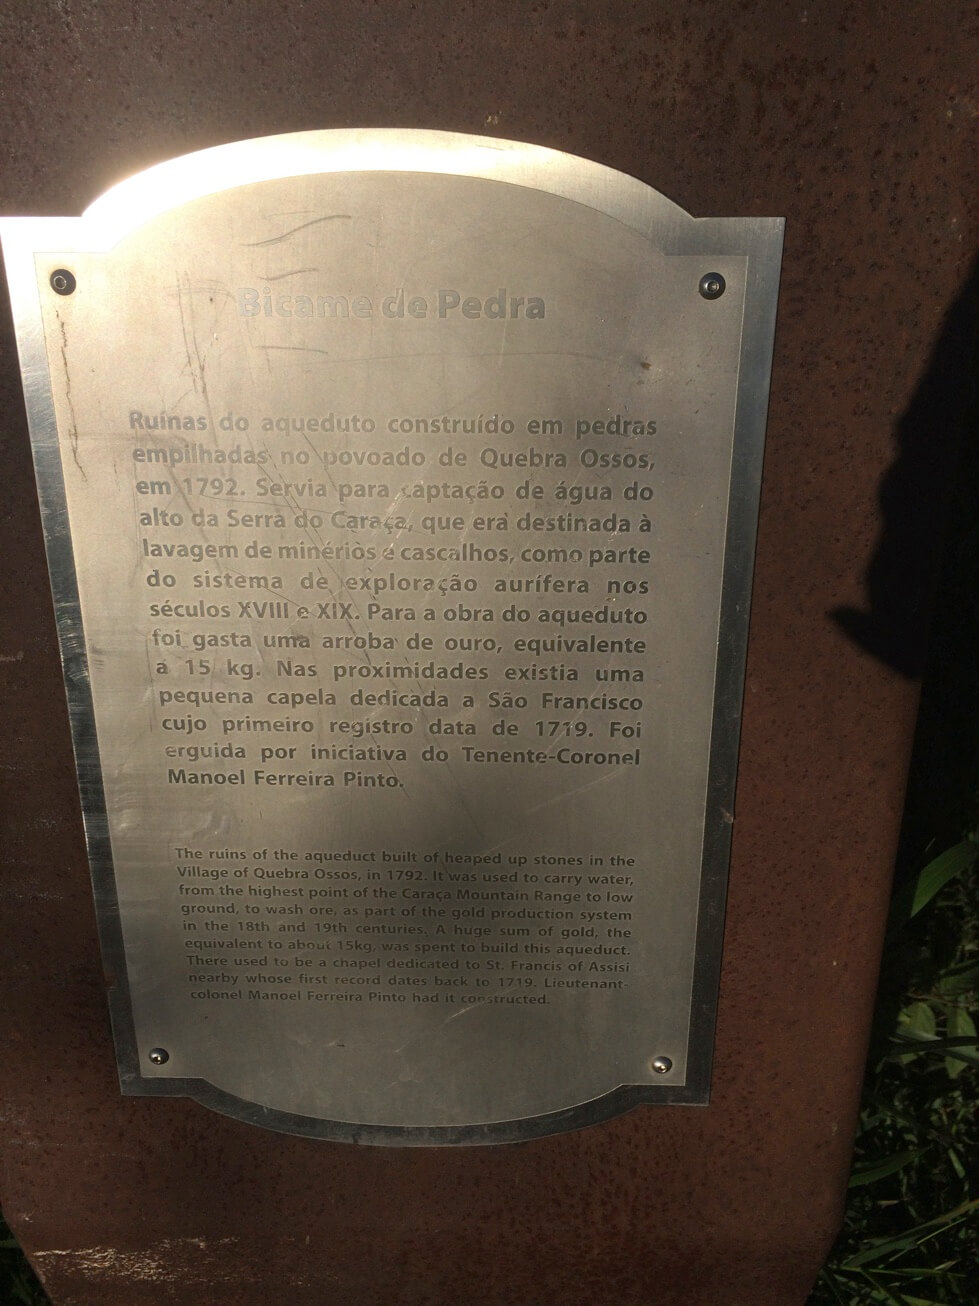 Bicame de Pedra
Ruínas do aqueduto construído em pedras
empilhadas no povoado de Quebra Ossos,
em 1792. Servia para captação de água do
alto da Serra do Caraça, que era destinada à
lavagem de minérios e cascalhos, como parte
do sistema de exploração aurífera nos
séculos XVIII e XIX. Para a obra do aqueduto
foi gasta uma arroba de ouro, equivalente
a 15 kg. Nas proximidades existia uma
pequena capela dedicada a São Francisco
cujo primeiro registro data de 1719. Foi
erguida por iniciativa do Tenente-Coronel
Manoel Ferreira Pinto.
The ruins of the aqueduct built of heaped up stones in the
Village of Quebra Ossos, in 1792. It was used to carry water,
from the highest point of the Caraça Mountain Range to low
ground, to wash ore, as part of the gold production system
in the 18th and 19th centuries. A huge sum of gold, the
equivalent to about 15kg, was spent to build this aqueduct.
There used to be a chapel dedicated to St. Francis of Assisi
nearby whose first record dates back to 1719. Lieutenant-
colonel Manoel Ferreira Pinto had it constructed.